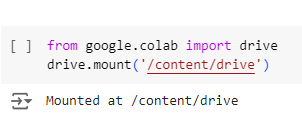 [ ] from google.colab import drive
drive.mount('/content/drive')
Mounted at /content/drive